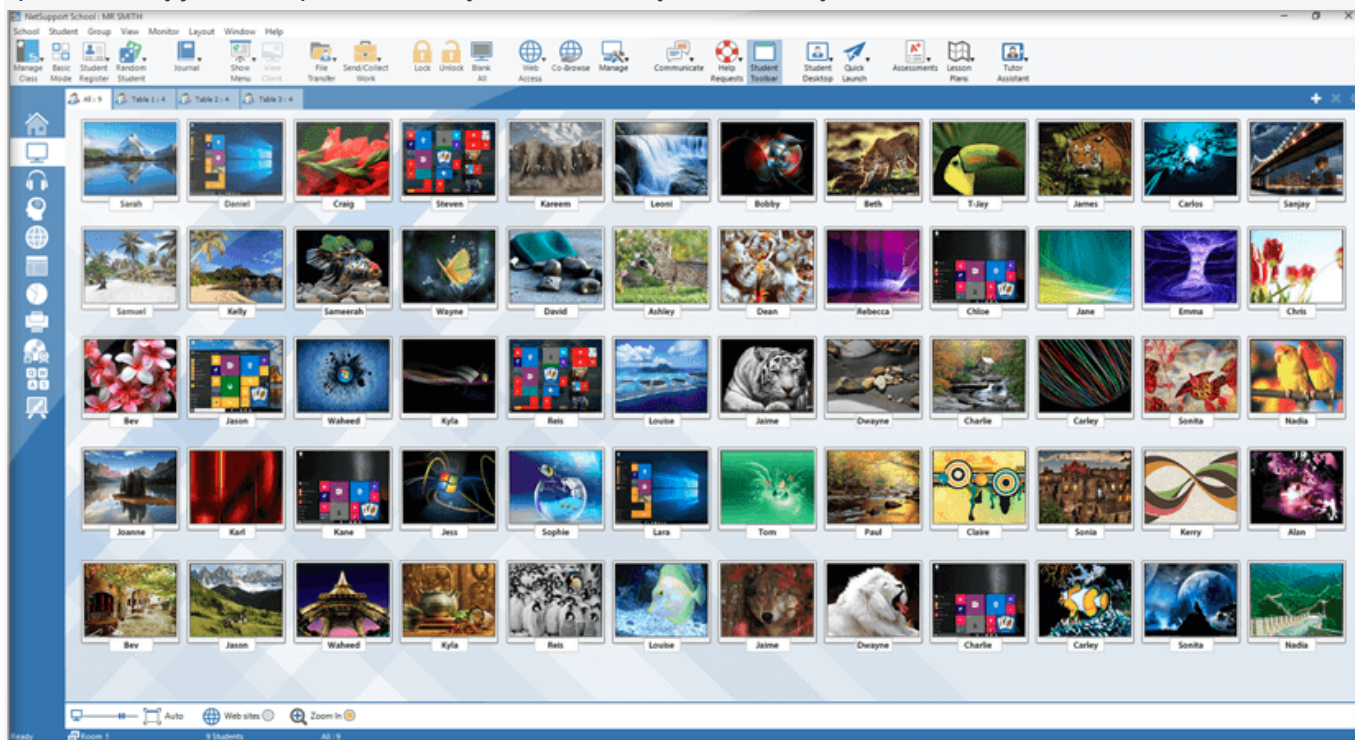 NetSupport School : MR SMITH
School Student Group View Monitor Layout Window Help
Manage Class Basic Mode Student Register Random Student Journal Show Menu View Client File Transfer Send/Collect Work Lock Unlock Blank All Web Access Co-Browse Manage Communicate Help Requests Student Toolbar Student Desktop Quick Launch Assessments Lesson Plans Tutor Assistant
All : 9 Table 1 : 4 Table 2 : 4 Table 3 : 4
Sarah Daniel Craig Steven Kareem Leoni Bobby Beth T-Jay James Carlos Sanjay
Samuel Kelly Sameerah Wayne David Ashley Dean Rebecca Chloe Jane Emma Chris
Bev Jason Waheed Kyla Reis Louise Jaime Dwayne Charlie Carley Sonita Nadia
Joanne Karl Kane Jess Sophie Lara Tom Paul Claire Sonia Kerry Alan
Bev Jason Waheed Kyla Reis Louise Jaime Dwayne Charlie Carley Sonita Nadia
Auto Web sites Zoom In
Ready Room 1 9 Students All : 9